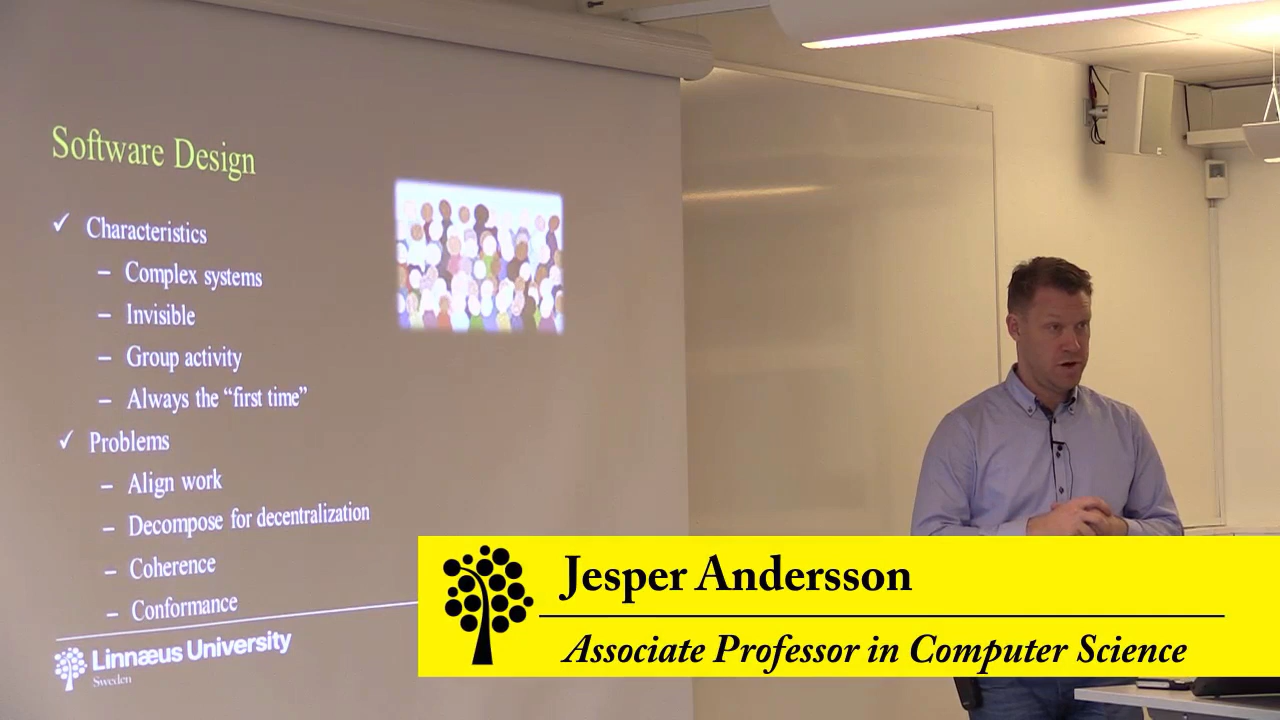 Software Design
✓ Characteristics
– Complex systems
– Invisible
– Group activity
– Always the “first time”
✓ Problems
– Align work
– Decompose for decentralization
– Coherence
– Conformance
Linnæus University
Sweden
Jesper Andersson
Associate Professor in Computer Science